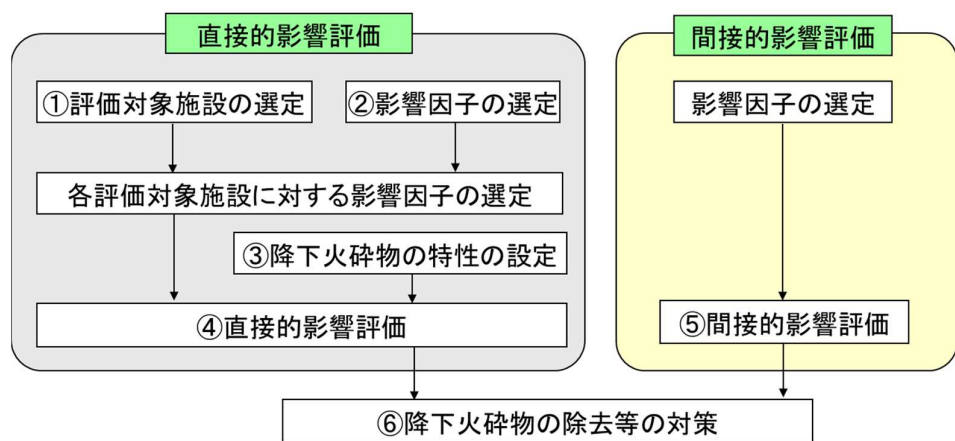 直接的影響評価
①評価対象施設の選定
②影響因子の選定
各評価対象施設に対する影響因子の選定
③降下火砕物の特性の設定
④直接的影響評価
間接的影響評価
影響因子の選定
⑤間接的影響評価
⑥降下火砕物の除去等の対策